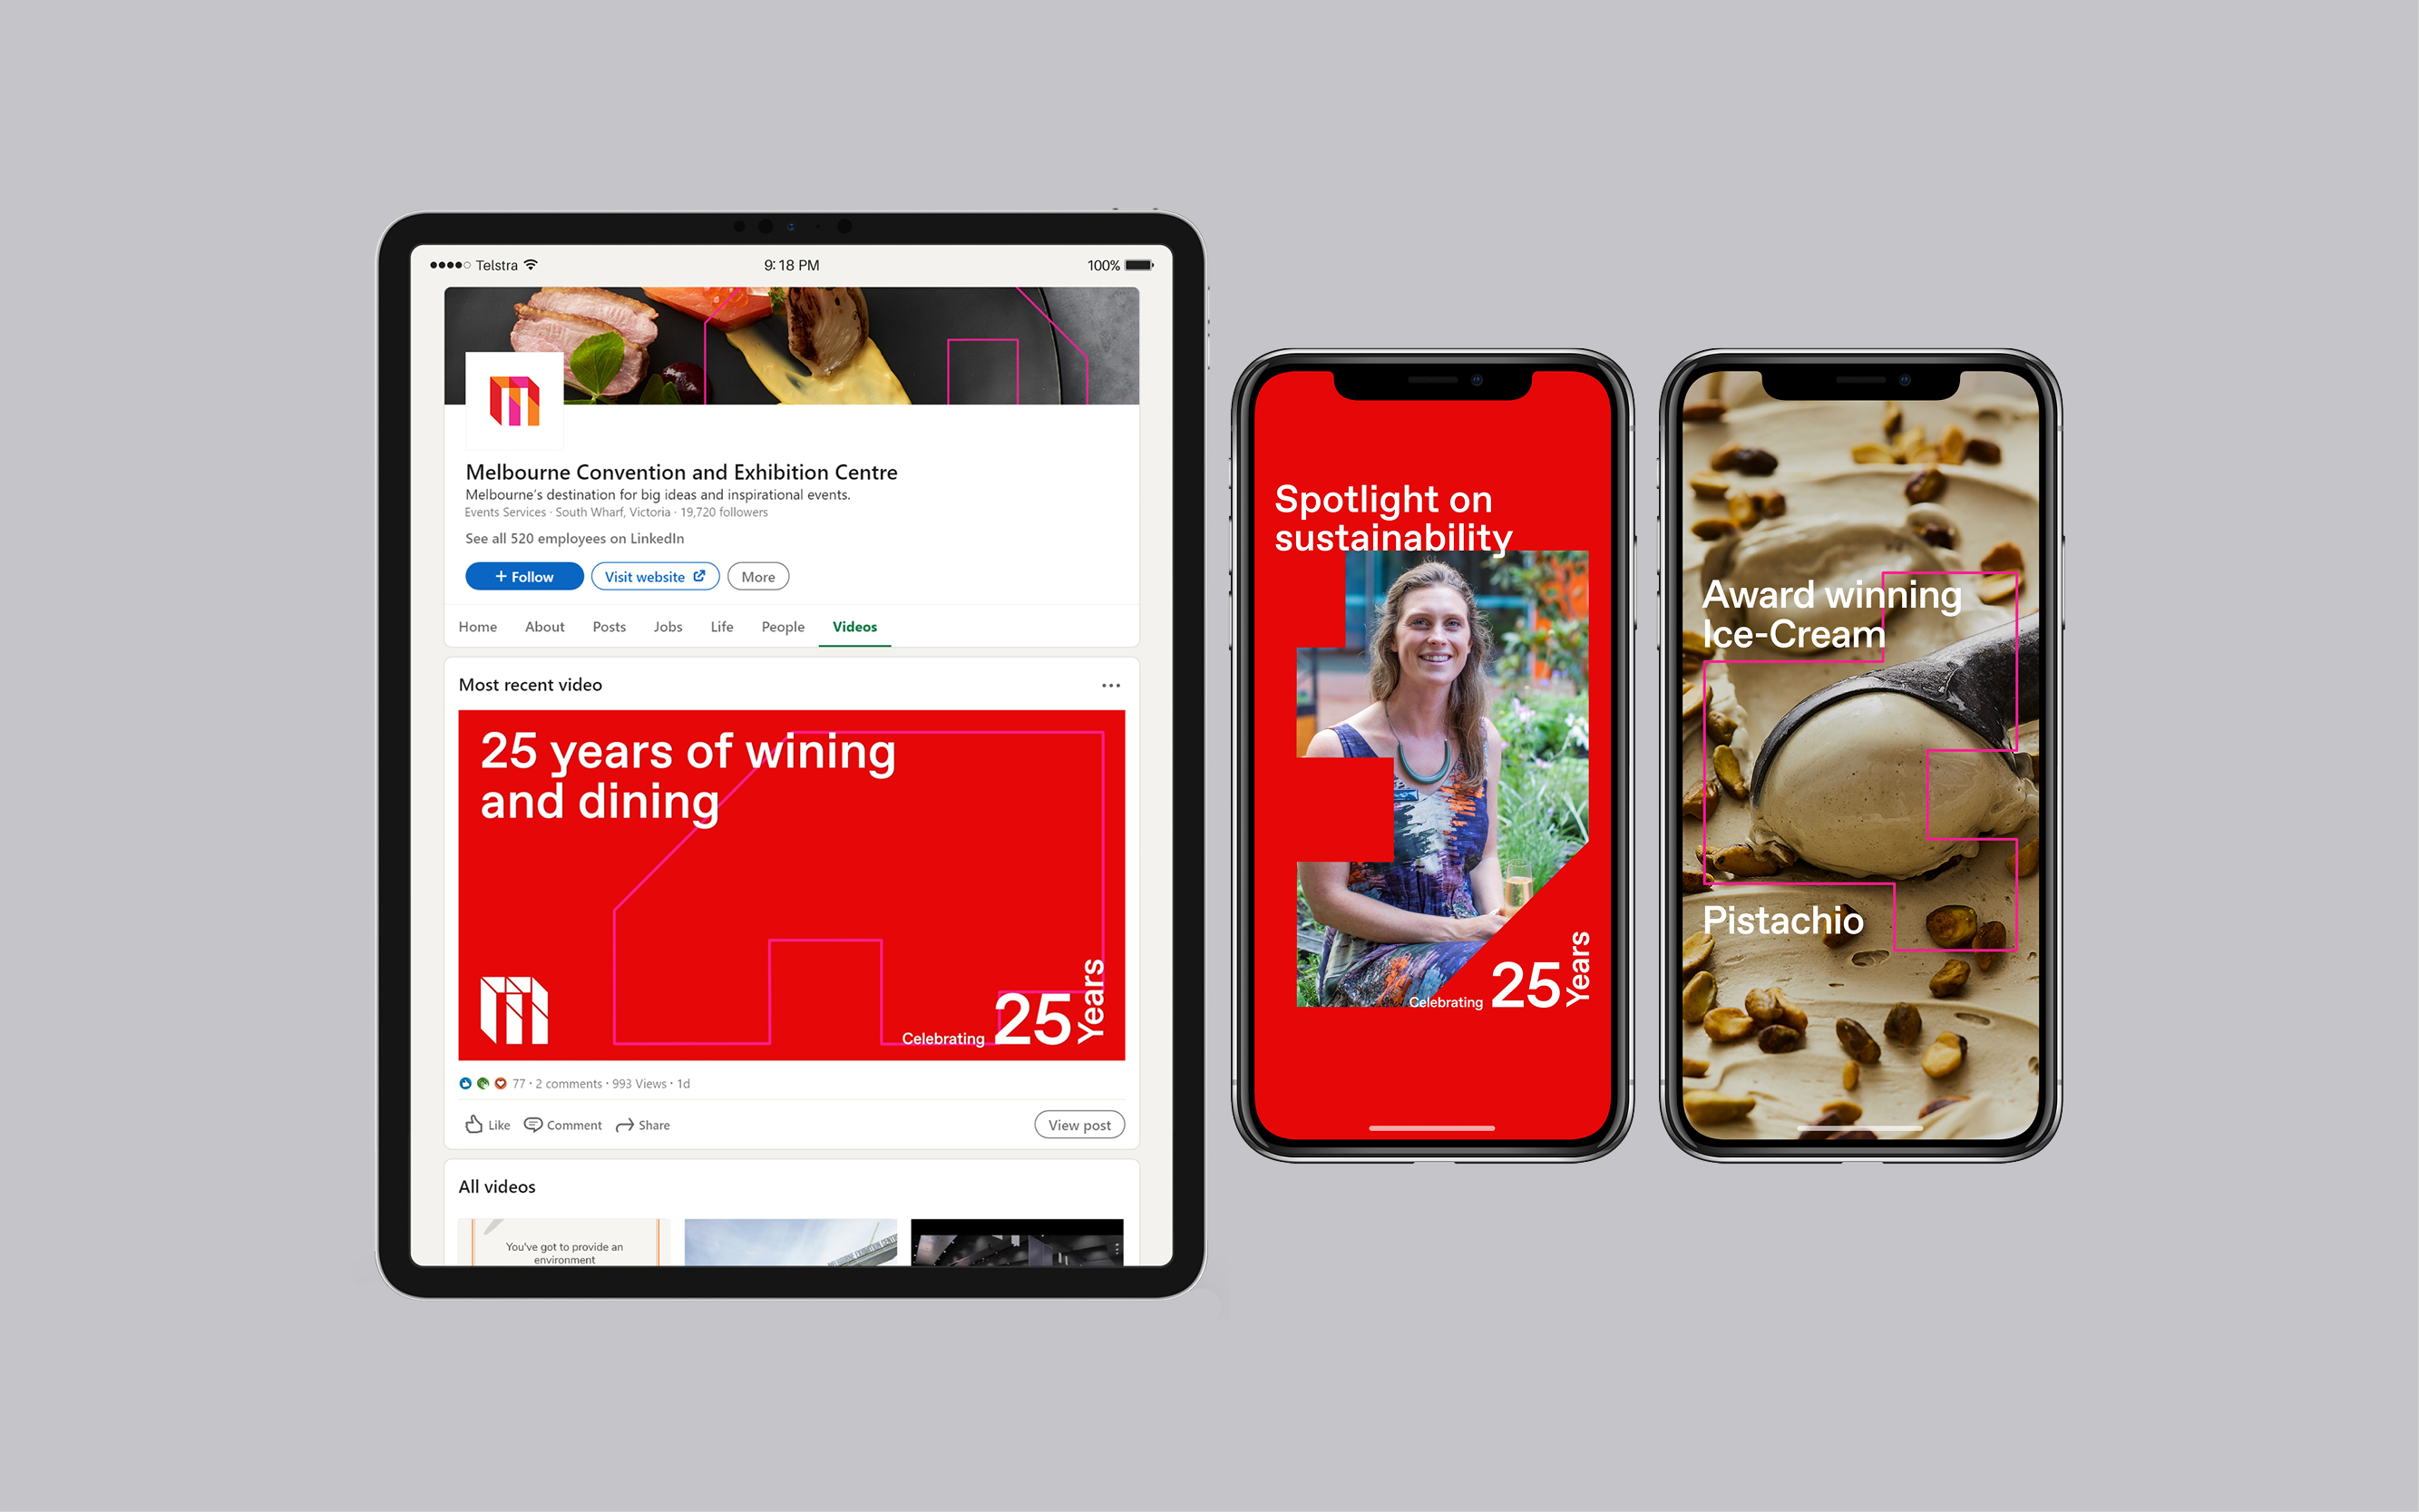 Telstra 9:18 PM 100%
Melbourne Convention and Exhibition Centre
Melbourne's destination for big ideas and inspirational events.
Events Services · South Wharf, Victoria · 19,720 followers
See all 520 employees on LinkedIn
+ Follow Visit website More
Home About Posts Jobs Life People Videos
Most recent video
25 years of wining
and dining
Celebrating 25 Years
77 · 2 comments · 993 Views · 1d
Like Comment Share View post
All videos
You've got to provide an
environment
Spotlight on
sustainability
Celebrating 25 Years
Award winning
Ice-Cream
Pistachio